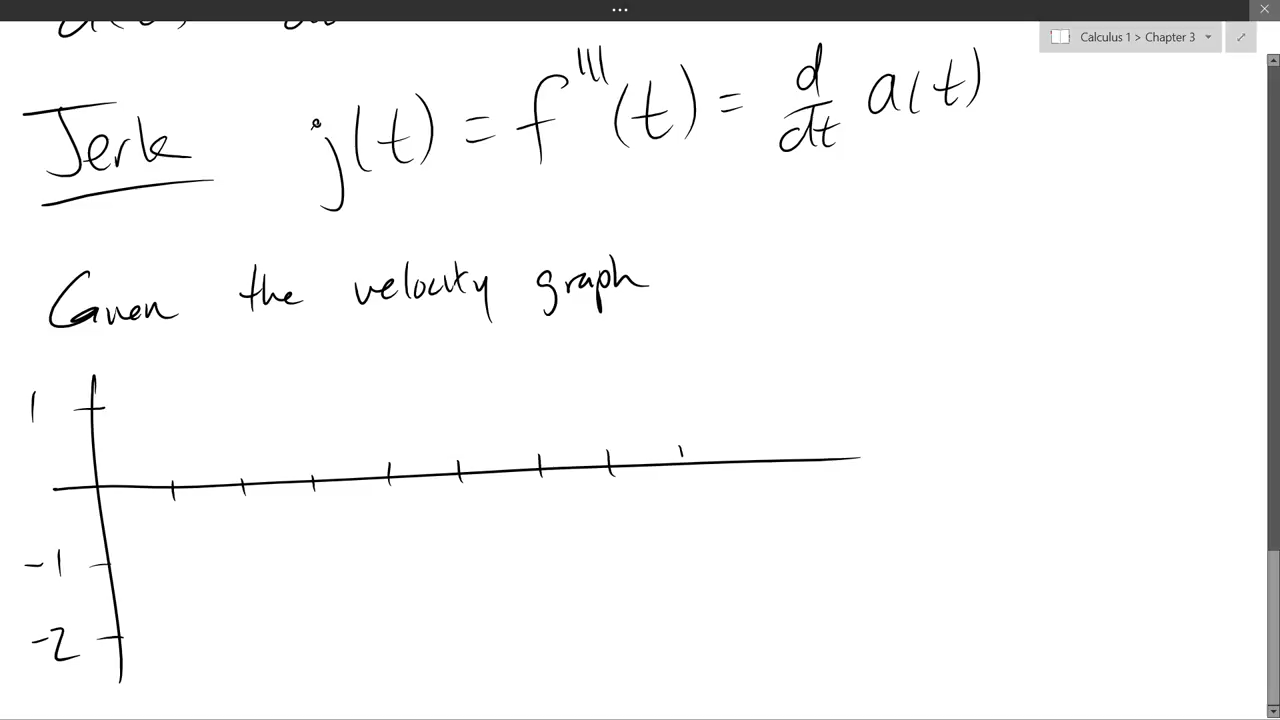 Calculus 1 > Chapter 3
Jerk j(t) = f'''(t) = d/dt a(t)
Given the velocity graph
1
-1
-2